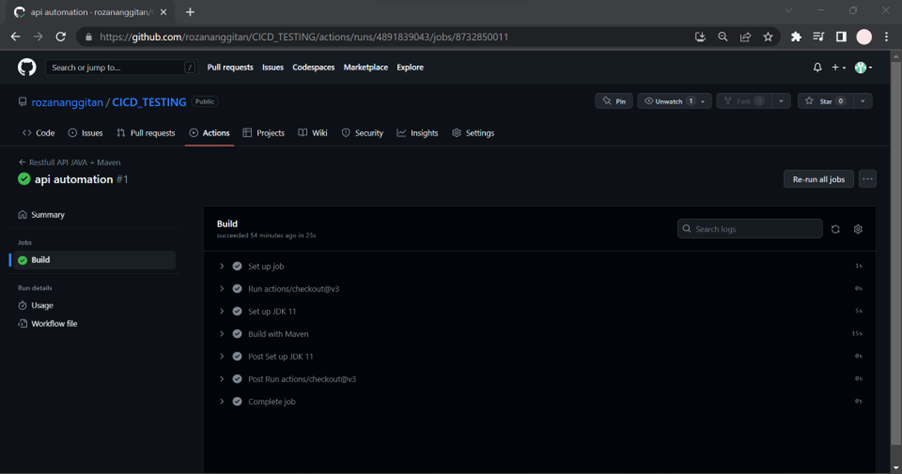 api automation · rozananggitan/
https://github.com/rozananggitan/CICD_TESTING/actions/runs/4891839043/jobs/8732850011
Search or jump to... / Pull requests Issues Codespaces Marketplace Explore
rozananggitan / CICD_TESTING Public Pin Unwatch 1 Fork 0 Star 0
Code Issues Pull requests Actions Projects Wiki Security Insights Settings
Restfull API JAVA + Maven
api automation #1 Re-run all jobs
Summary
Jobs
Build
Run details
Usage
Workflow file
Build
succeeded 54 minutes ago in 23s
Search logs
Set up job 1s
Run actions/checkout@v3 0s
Set up JDK 11 5s
Build with Maven 15s
Post Set up JDK 11 0s
Post Run actions/checkout@v3 0s
Complete job 0s